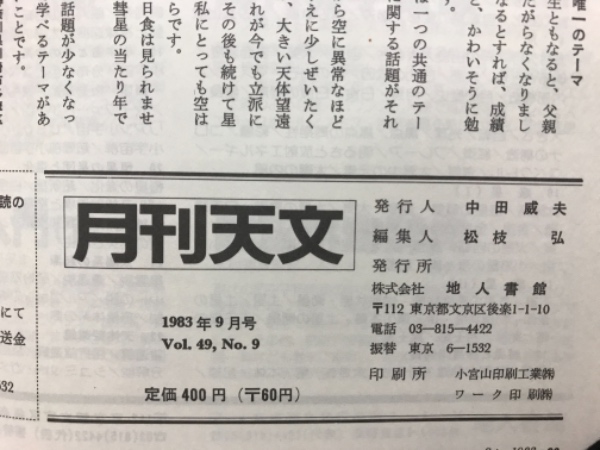 唯一のテーマ
生ともなると、父親
たがらなくなりまし
なるとすれば、成績
と、かわいそうに勉
す。
は一つの共通のテー
に関する話題がそれ
ら空に異常なほど
えに少しぜいたく
、大きい天体望遠
れが今でも立派に
その後も続けて星
私にとっても空は
らです。
日食は見られませ
彗星の当たり年で
話題が少なくなっ
学べるテーマがあ
ことです。
読の
にて
送金
032
月刊天文
1983年9月号
Vol. 49, No. 9
定価 400円(〒60円)
発行人 中田威夫
編集人 松枝 弘
発行所
株式会社 地人書館
〒112 東京都文京区後楽1-1-10
電話 03—815—4422
振替 東京 6—1532
印刷所 小宮山印刷工業㈱
ワーク印刷㈱